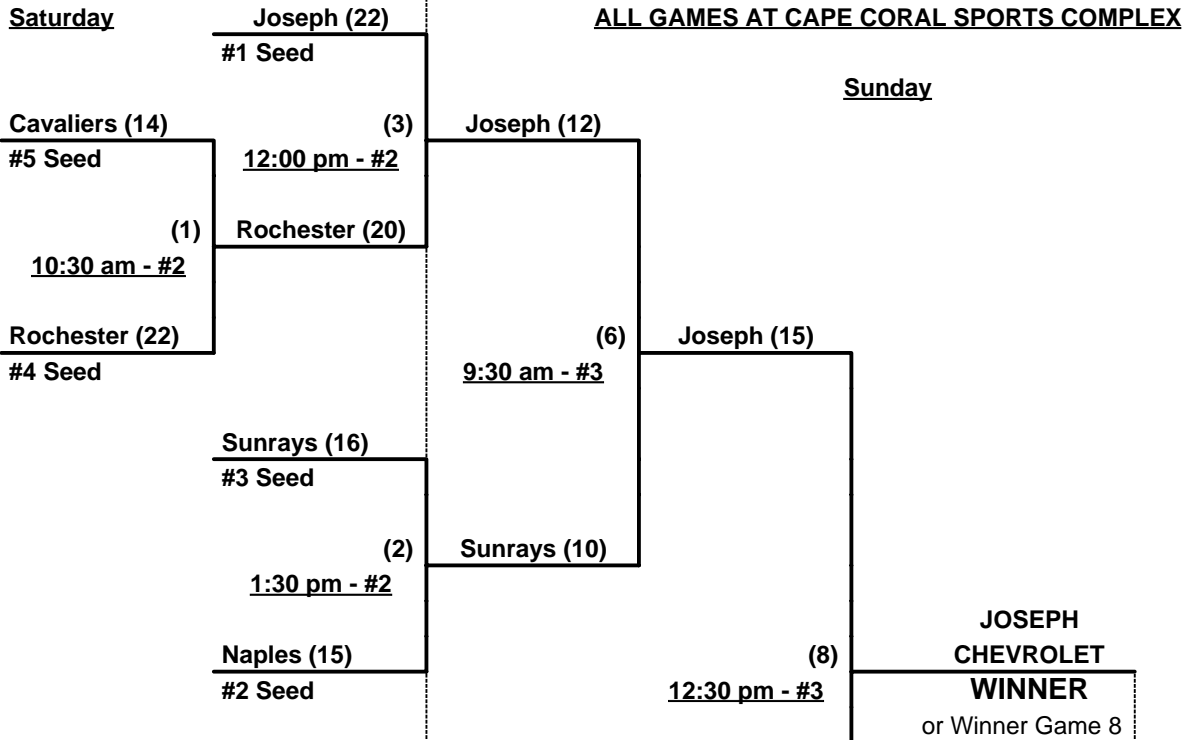 Saturday
Joseph (22)
ALL GAMES AT CAPE CORAL SPORTS COMPLEX
#1 Seed
Sunday
Cavaliers (14)
(3)
Joseph (12)
#5 Seed
12:00 pm - #2
(1)
Rochester (20)
10:30 am - #2
Rochester (22)
(6)
Joseph (15)
#4 Seed
9:30 am - #3
Sunrays (16)
#3 Seed
(2)
Sunrays (10)
1:30 pm - #2
JOSEPH
Naples (15)
(8)
CHEVROLET
#2 Seed
12:30 pm - #3
WINNER
or Winner Game 8